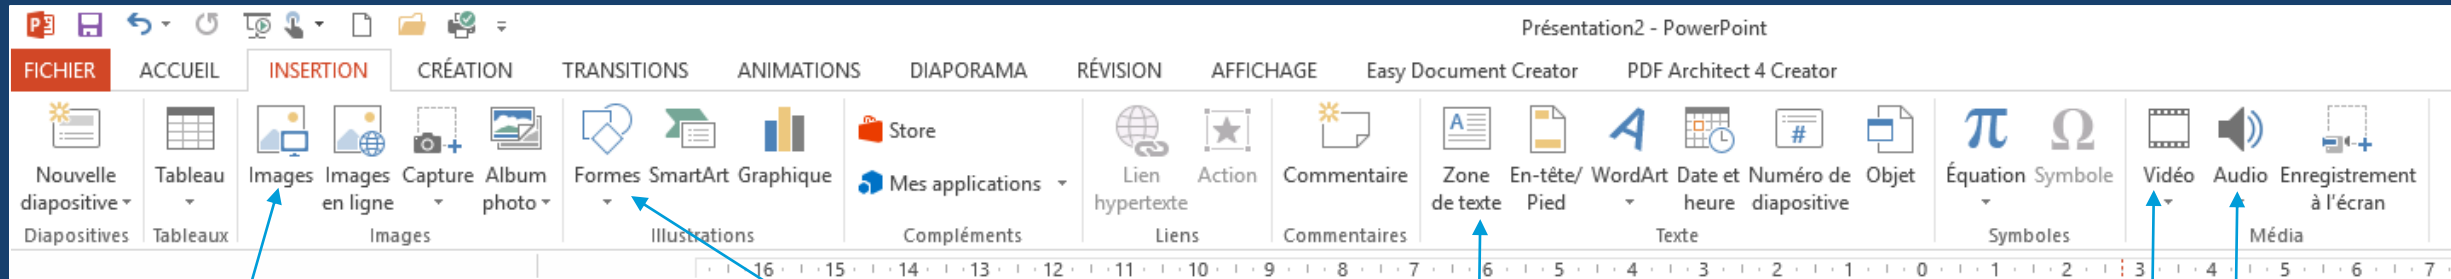 Présentation2 - PowerPoint
FICHIER ACCUEIL INSERTION CRÉATION TRANSITIONS ANIMATIONS DIAPORAMA RÉVISION AFFICHAGE Easy Document Creator PDF Architect 4 Creator
Nouvelle
diapositive
Diapositives
Tableau
Tableaux
Images
Images
en ligne
Capture
Album
photo
Images
Formes
SmartArt
Graphique
Illustrations
Store
Mes applications
Compléments
Lien
hypertexte
Action
Liens
Commentaire
Commentaires
Zone
de texte
En-tête/
Pied
WordArt
Date et
heure
Numéro de
diapositive
Objet
Texte
Équation
Symbole
Symboles
Vidéo
Audio
Enregistrement
à l'écran
Média
16 15 14 13 12 11 10 9 8 7 6 5 4 3 2 1 0 1 2 3 4 5 6 7